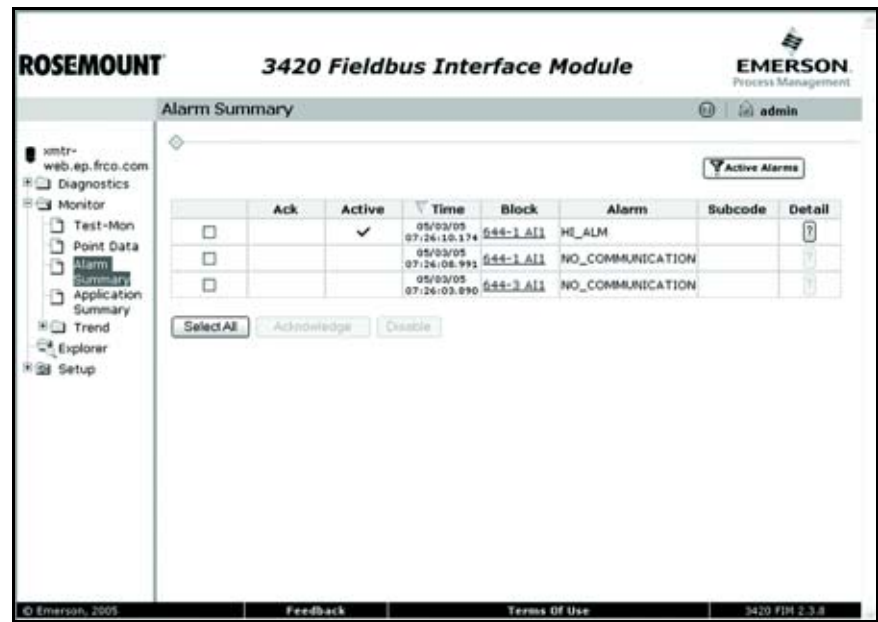 ROSEMOUNT
3420 Fieldbus Interface Module
EMERSON
Process Management
Alarm Summary
admin
xmtr-
web.ep.frco.com
Diagnostics
Monitor
Test-Mon
Point Data
Alarm
Summary
Application
Summary
Trend
Explorer
Setup
Active Alarms
Ack Active Time Block Alarm Subcode Detail
05/03/05
07:26:10.174 644-1 AI1 HI_ALM ?
05/03/05
07:26:08.991 644-1 AI1 NO_COMMUNICATION ?
05/03/05
07:26:03.890 644-3 AI1 NO_COMMUNICATION ?
Select All Acknowledge Disable
© Emerson, 2005 Feedback Terms Of Use 3420 FIM 2.3.8